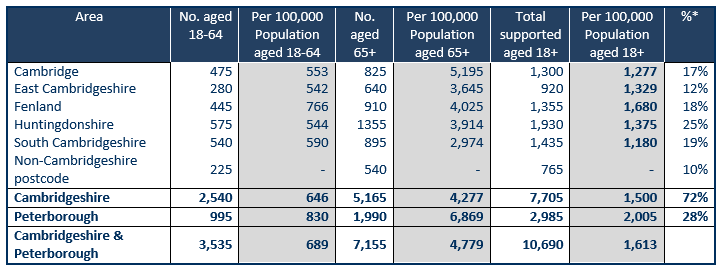 Area No. aged 18-64 Per 100,000 Population aged 18-64 No. aged 65+ Per 100,000 Population aged 65+ Total supported aged 18+ Per 100,000 Population aged 18+ %*
Cambridge 475 553 825 5,195 1,300 1,277 17%
East Cambridgeshire 280 542 640 3,645 920 1,329 12%
Fenland 445 766 910 4,025 1,355 1,680 18%
Huntingdonshire 575 544 1355 3,914 1,930 1,375 25%
South Cambridgeshire 540 590 895 2,974 1,435 1,180 19%
Non-Cambridgeshire postcode 225 - 540 - 765 - 10%
Cambridgeshire 2,540 646 5,165 4,277 7,705 1,500 72%
Peterborough 995 830 1,990 6,869 2,985 2,005 28%
Cambridgeshire & Peterborough 3,535 689 7,155 4,779 10,690 1,613